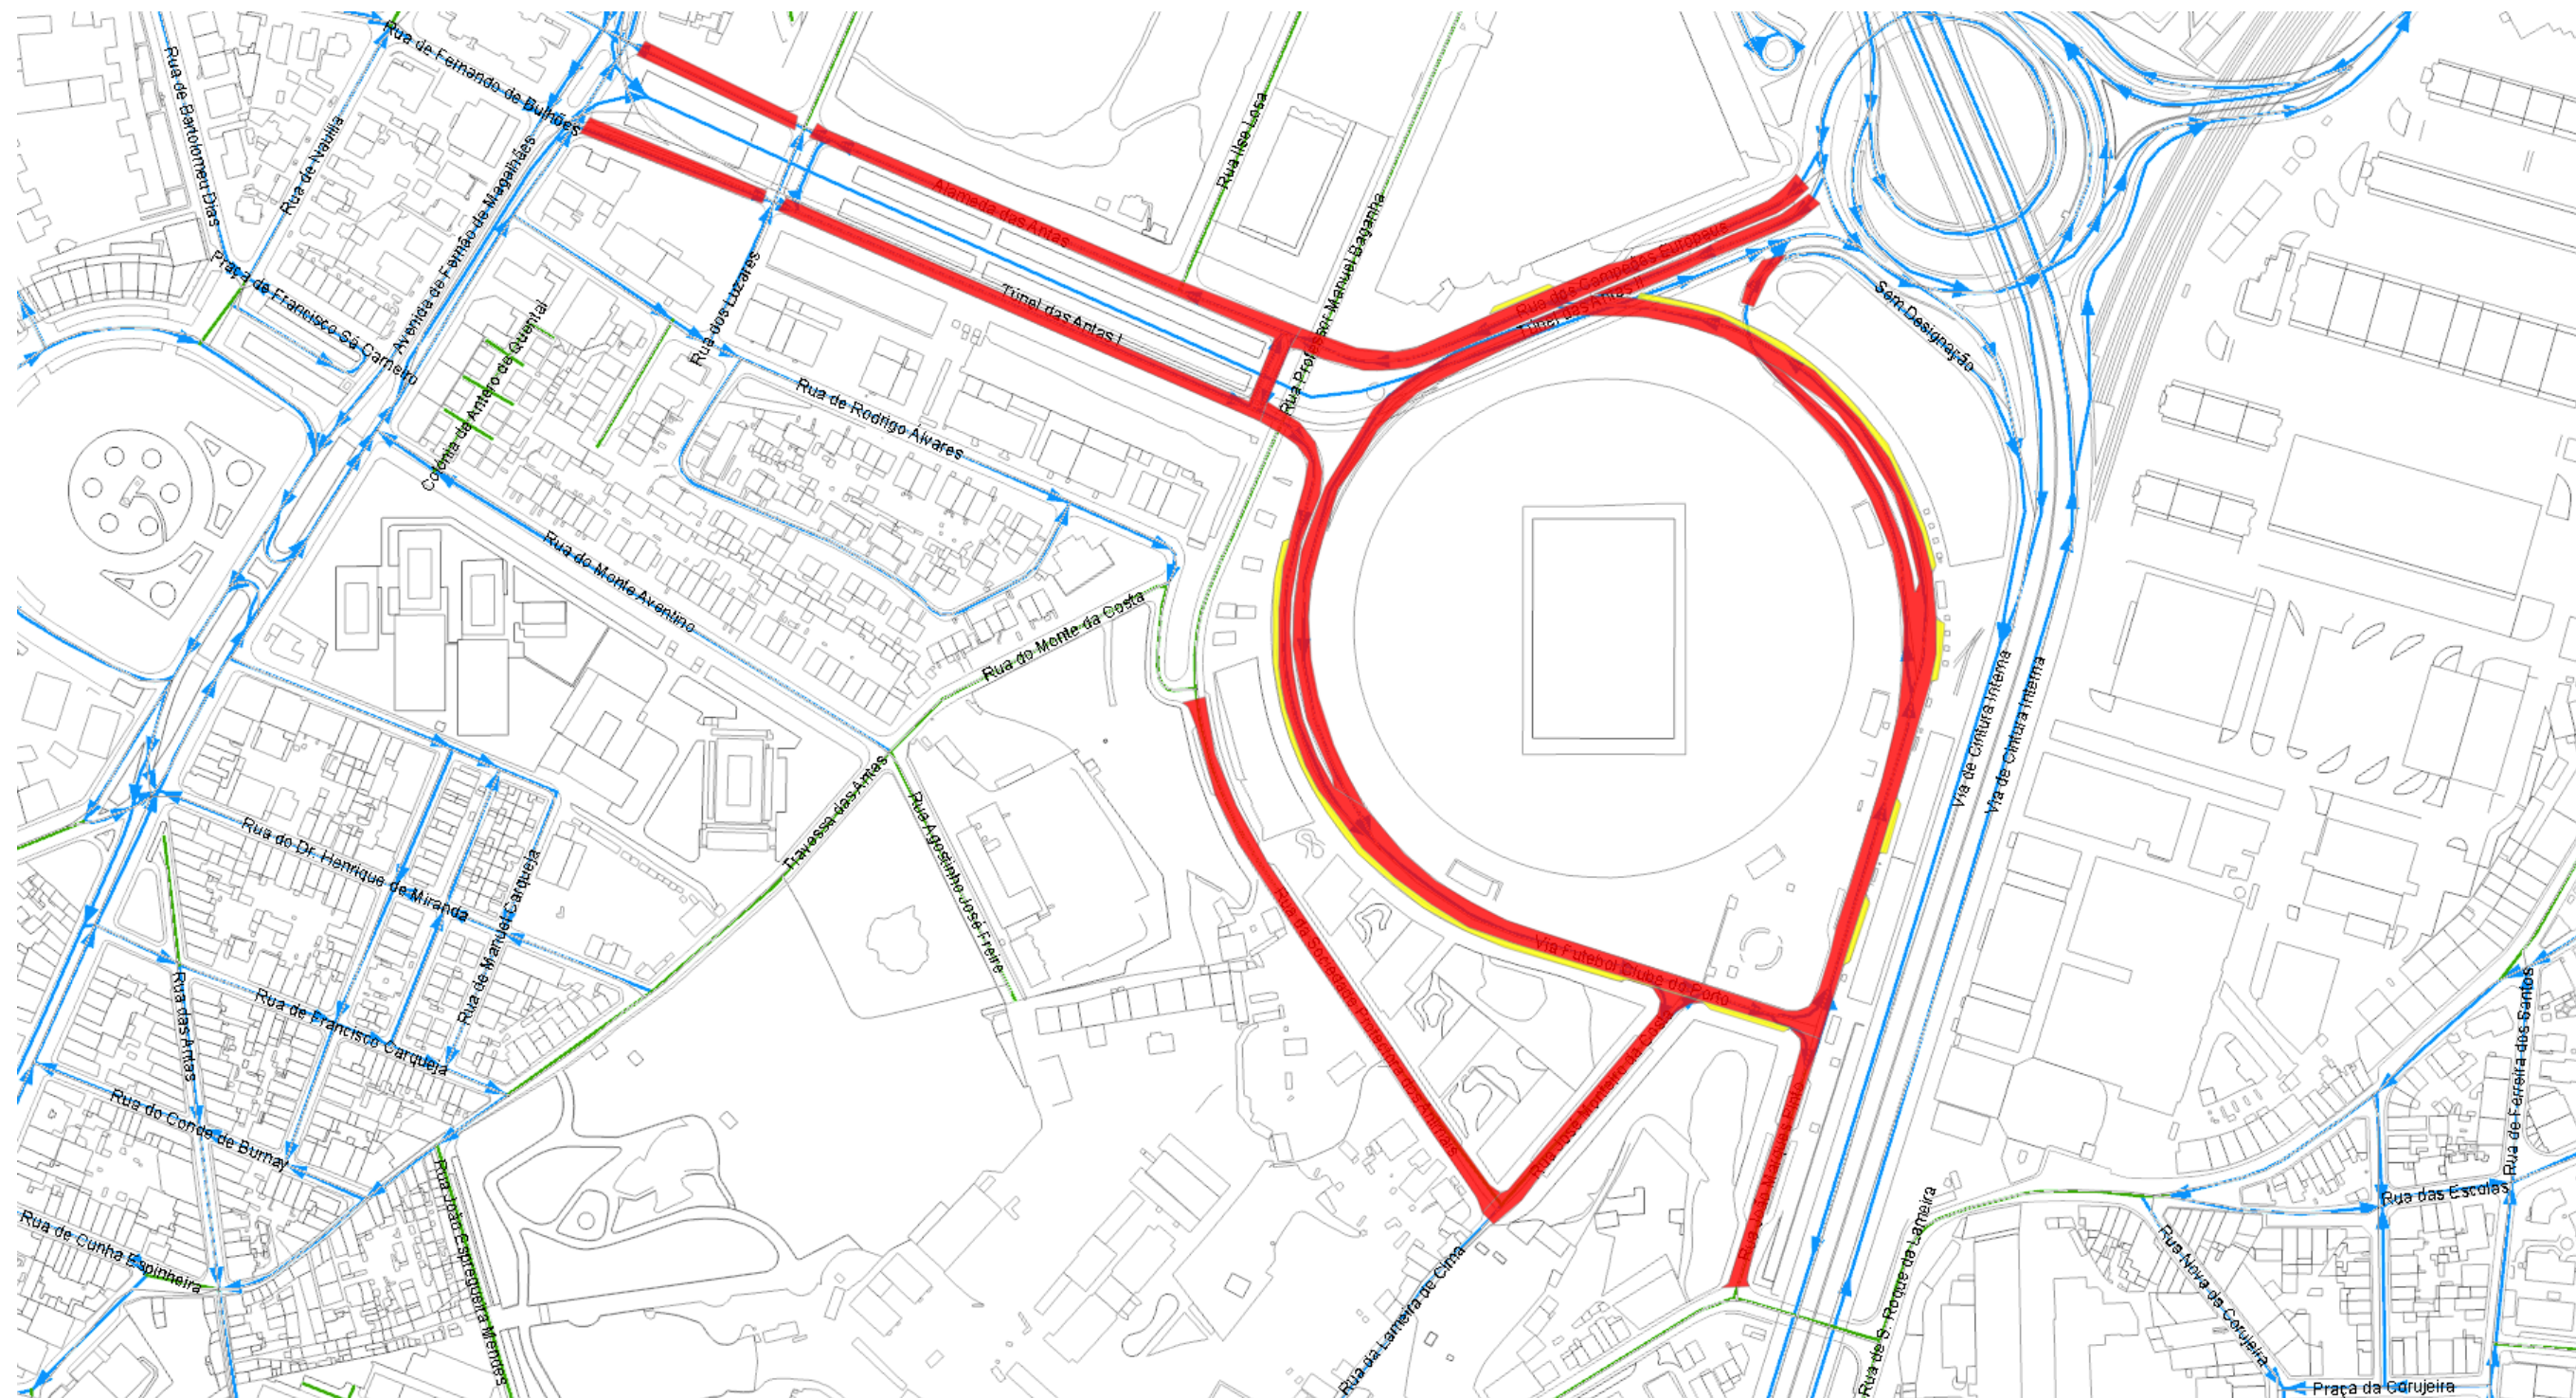 Rua de Fernando de Bulhões
Rua de Bartolomeu Dias
Rua de Naulila
Rua Ilse Losa
Alameda das Antas
Rua Professor Manuel Baganha
Rua dos Campeões Europeus
Túnel das Antas II
Praça de Francisco Sá Carneiro
Avenida de Fernão de Magalhães
Rua dos Luzares
Túnel das Antas I
Sem Designação
Colónia de Antero de Quental
Rua de Rodrigo Álvares
Rua do Monte Aventino
Rua do Monte da Costa
Via de Cintura Interna
Via de Cintura Interna
Travessa das Antas
Rua Agostinho José Freire
Rua do Dr. Henrique de Miranda
Rua de Manuel Carqueja
Rua da Sociedade Protectora dos Animais
Via Futebol Clube do Porto
Rua das Antas
Rua de Francisco Carqueja
Rua José Monteiro da Costa
Rua João Marques Pinto
Rua de Ferreira dos Santos
Rua do Conde de Burnay
Rua das Escolas
Rua de Cunha Espinheira
Rua João Espregueira Mendes
Rua da Lameira de Cima
Rua de S. Roque da Lameira
Rua Nova da Corujeira
Praça da Corujeira